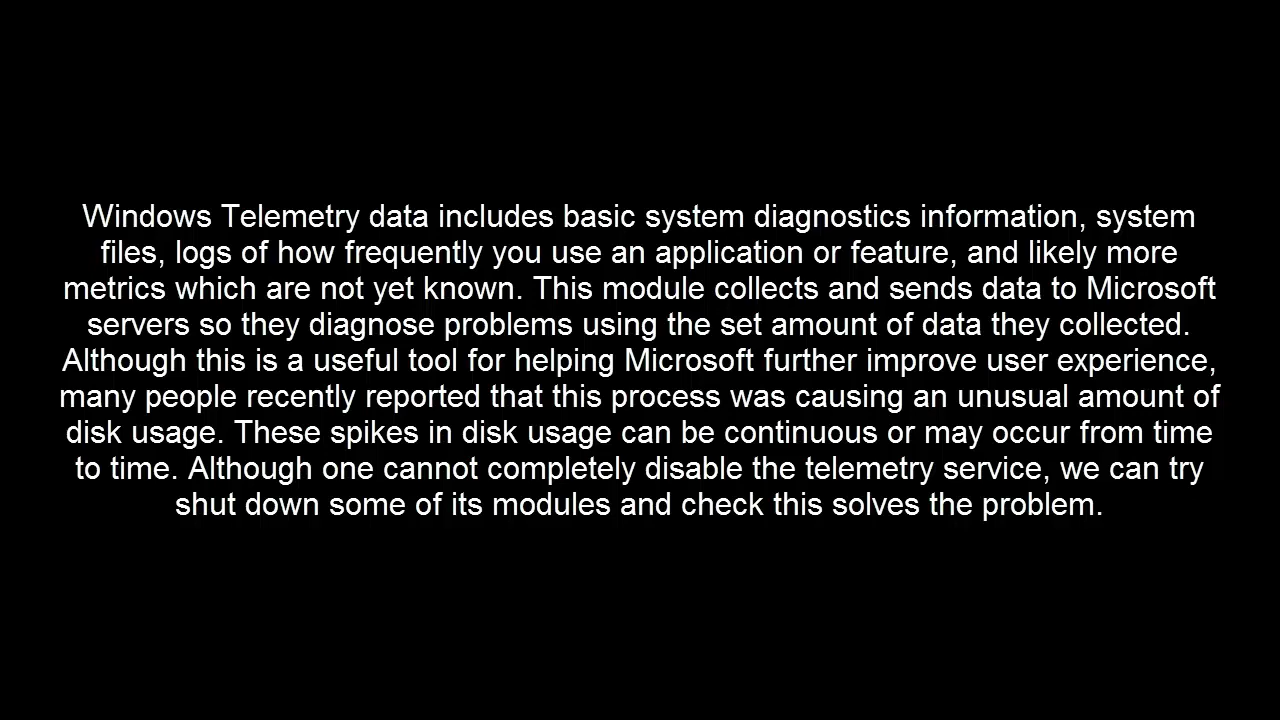 Windows Telemetry data includes basic system diagnostics information, system
files, logs of how frequently you use an application or feature, and likely more
metrics which are not yet known. This module collects and sends data to Microsoft
servers so they diagnose problems using the set amount of data they collected.
Although this is a useful tool for helping Microsoft further improve user experience,
many people recently reported that this process was causing an unusual amount of
disk usage. These spikes in disk usage can be continuous or may occur from time
to time. Although one cannot completely disable the telemetry service, we can try
shut down some of its modules and check this solves the problem.